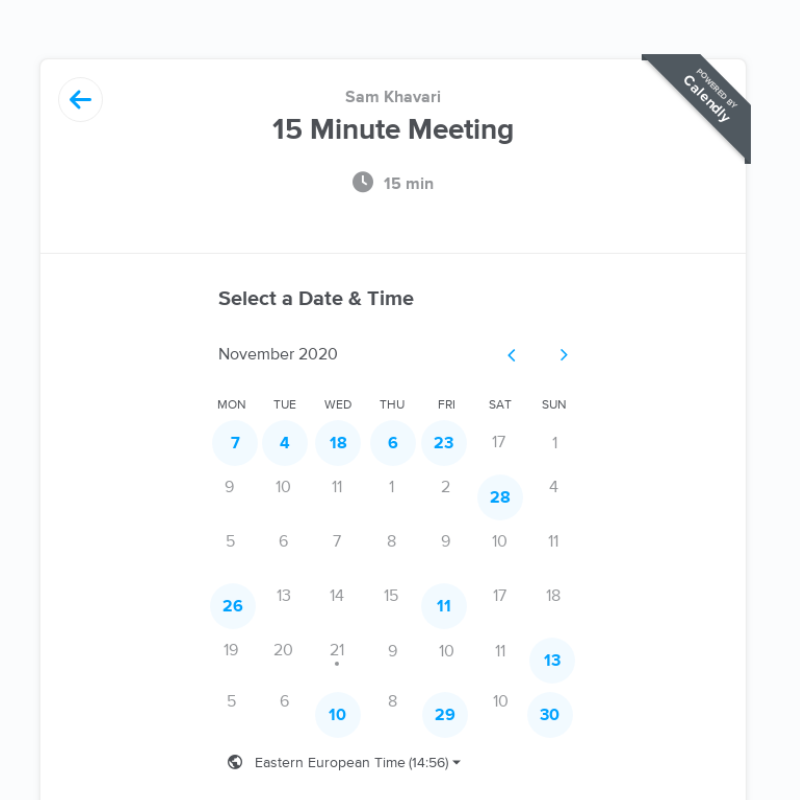 POWERED BY
Calendly
Sam Khavari
15 Minute Meeting
15 min
Select a Date & Time
November 2020
MON TUE WED THU FRI SAT SUN
7 4 18 6 23 17 1
9 10 11 1 2 28 4
5 6 7 8 9 10 11
26 13 14 15 11 17 18
19 20 21 9 10 11 13
5 6 10 8 29 10 30
Eastern European Time (14:56)